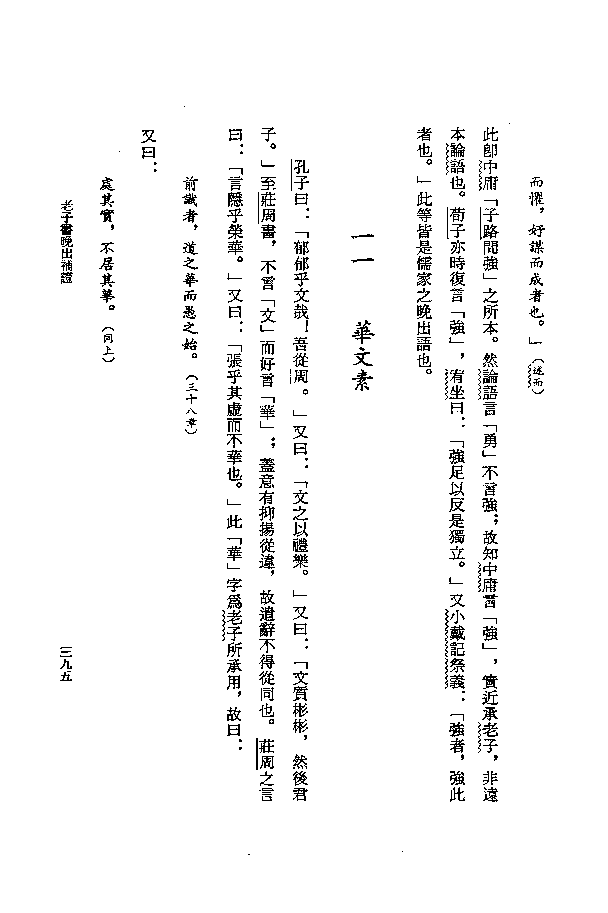 而懼，好謀而成者也。」（述而）
此卽中庸「子路問強」之所本。然論語言「勇」不言強；故知中庸言「強」，實近承老子，非遠
本論語也。荀子亦時復言「強」，宥坐曰：「強足以反是獨立。」又小戴記祭義：「強者，強此
者也。」此等皆是儒家之晚出語也。
一一　華文素
孔子曰：「郁郁乎文哉！吾從周。」又曰：「文之以禮樂。」又曰：「文質彬彬，然後君
子。」至莊周書，不言「文」而好言「華」；蓋意有抑揚從違，故遣辭不得從同也。莊周之言
曰：「言隱乎榮華。」又曰：「張乎其虛而不華也。」此「華」字爲老子所承用，故曰：
前識者，道之華而愚之始。（三十八章）
又曰：
處其實，不居其華。（同上）
老子書晚出補證
三九五